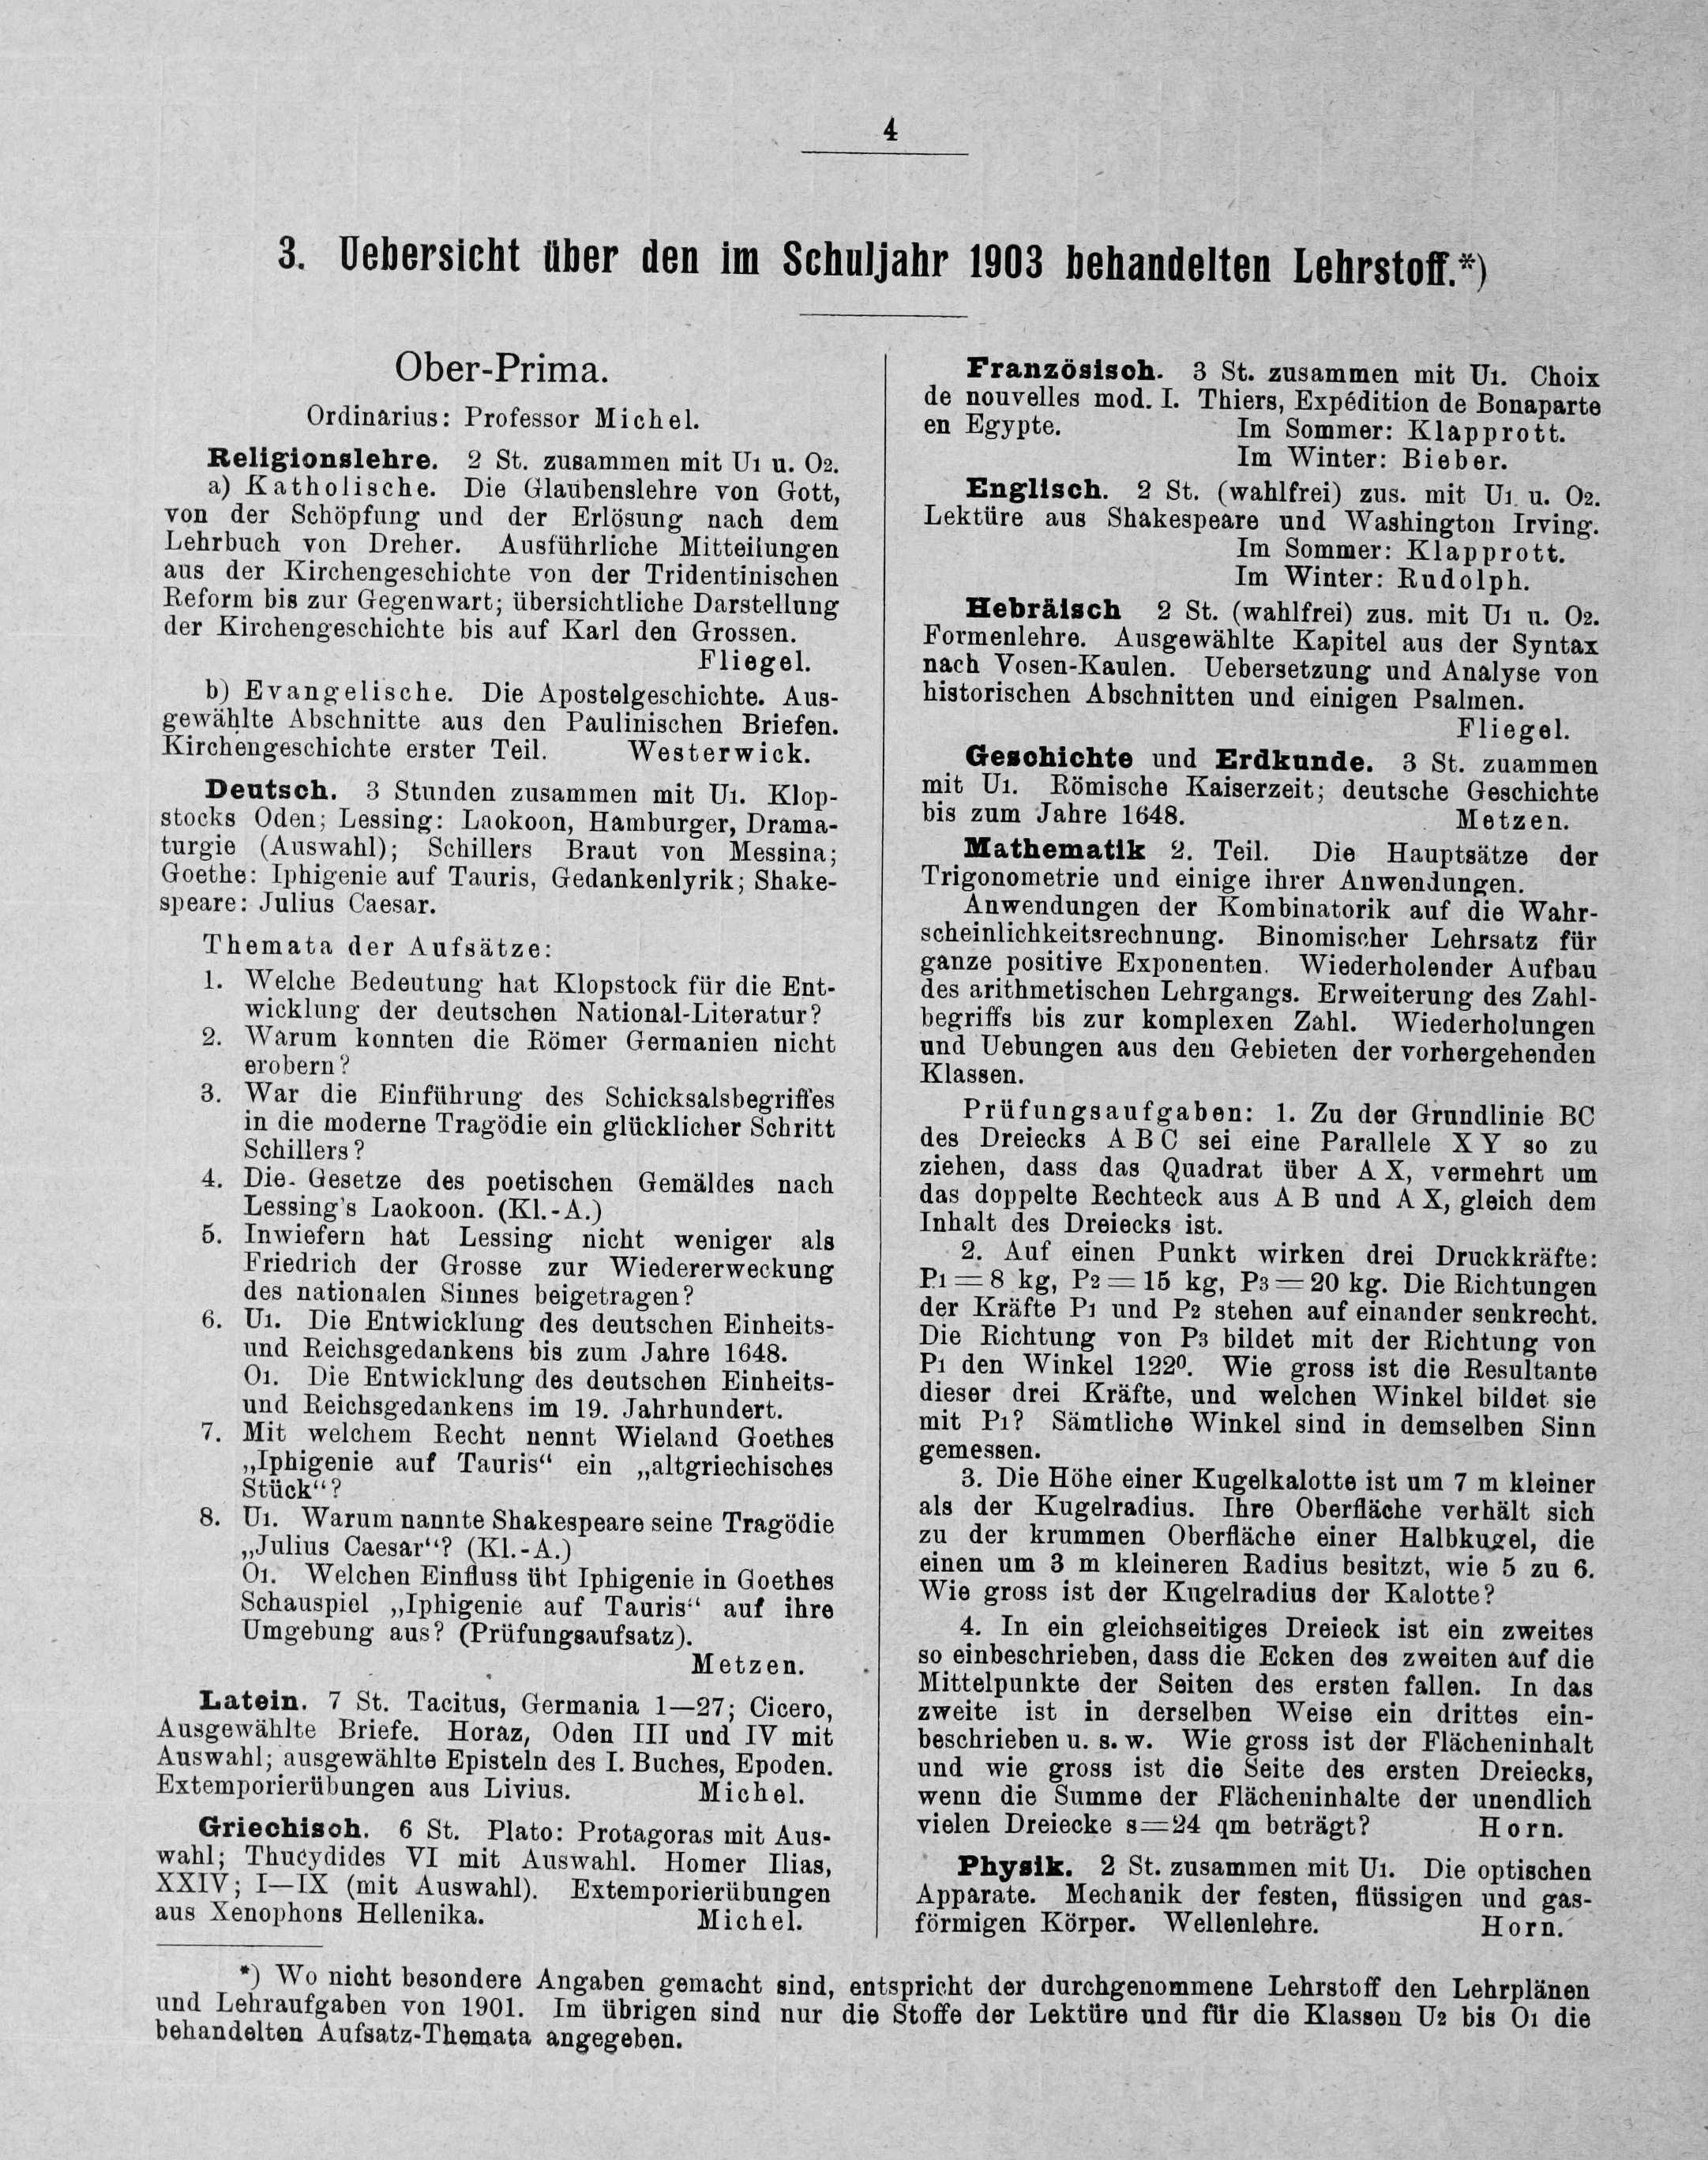 4
3. Uebersicht über den im Schuljahr 1903 behandelten Lehrstoff.*)
Ober-Prima.
Ordinarius: Professor Michel.
Religionslehre. 2 St. zusammen mit U1 u. O2.
a) Katholische. Die Glaubenslehre von Gott,
von der Schöpfung und der Erlösung nach dem
Lehrbuch von Dreher. Ausführliche Mitteilungen
aus der Kirchengeschichte von der Tridentinischen
Reform bis zur Gegenwart; übersichtliche Darstellung
der Kirchengeschichte bis auf Karl den Grossen.
Fliegel.
b) Evangelische. Die Apostelgeschichte. Aus-
gewählte Abschnitte aus den Paulinischen Briefen.
Kirchengeschichte erster Teil. Westerwick.
Deutsch. 3 Stunden zusammen mit U1. Klop-
stocks Oden; Lessing: Laokoon, Hamburger, Drama-
turgie (Auswahl); Schillers Braut von Messina;
Goethe: Iphigenie auf Tauris, Gedankenlyrik; Shake-
speare: Julius Caesar.
Themata der Aufsätze:
1. Welche Bedeutung hat Klopstock für die Ent-
wicklung der deutschen National-Literatur?
2. Warum konnten die Römer Germanien nicht
erobern?
3. War die Einführung des Schicksalsbegriffes
in die moderne Tragödie ein glücklicher Schritt
Schillers?
4. Die Gesetze des poetischen Gemäldes nach
Lessing's Laokoon. (Kl.-A.)
5. Inwiefern hat Lessing nicht weniger als
Friedrich der Grosse zur Wiedererweckung
des nationalen Sinnes beigetragen?
6. U1. Die Entwicklung des deutschen Einheits-
und Reichsgedankens bis zum Jahre 1648.
O1. Die Entwicklung des deutschen Einheits-
und Reichsgedankens im 19. Jahrhundert.
7. Mit welchem Recht nennt Wieland Goethes
„Iphigenie auf Tauris“ ein „altgriechisches
Stück“?
8. U1. Warum nannte Shakespeare seine Tragödie
„Julius Caesar“? (Kl.-A.)
O1. Welchen Einfluss übt Iphigenie in Goethes
Schauspiel „Iphigenie auf Tauris“ auf ihre
Umgebung aus? (Prüfungsaufsatz).
Metzen.
Latein. 7 St. Tacitus, Germania 1—27; Cicero,
Ausgewählte Briefe. Horaz, Oden III und IV mit
Auswahl; ausgewählte Episteln des I. Buches, Epoden.
Extemporierübungen aus Livius. Michel.
Griechisch. 6 St. Plato: Protagoras mit Aus-
wahl; Thucydides VI mit Auswahl. Homer Ilias,
XXIV; I—IX (mit Auswahl). Extemporierübungen
aus Xenophons Hellenika. Michel.
Französisch. 3 St. zusammen mit U1. Choix
de nouvelles mod. I. Thiers, Expédition de Bonaparte
en Egypte. Im Sommer: Klapprott.
Im Winter: Bieber.
Englisch. 2 St. (wahlfrei) zus. mit U1 u. O2.
Lektüre aus Shakespeare und Washington Irving.
Im Sommer: Klapprott.
Im Winter: Rudolph.
Hebräisch 2 St. (wahlfrei) zus. mit U1 u. O2.
Formenlehre. Ausgewählte Kapitel aus der Syntax
nach Vosen-Kaulen. Uebersetzung und Analyse von
historischen Abschnitten und einigen Psalmen.
Fliegel.
Geschichte und Erdkunde. 3 St. zuammen
mit U1. Römische Kaiserzeit; deutsche Geschichte
bis zum Jahre 1648. Metzen.
Mathematik 2. Teil. Die Hauptsätze der
Trigonometrie und einige ihrer Anwendungen.
Anwendungen der Kombinatorik auf die Wahr-
scheinlichkeitsrechnung. Binomischer Lehrsatz für
ganze positive Exponenten. Wiederholender Aufbau
des arithmetischen Lehrgangs. Erweiterung des Zahl-
begriffs bis zur komplexen Zahl. Wiederholungen
und Uebungen aus den Gebieten der vorhergehenden
Klassen.
Prüfungsaufgaben: 1. Zu der Grundlinie BC
des Dreiecks A B C sei eine Parallele X Y so zu
ziehen, dass das Quadrat über A X, vermehrt um
das doppelte Rechteck aus A B und A X, gleich dem
Inhalt des Dreiecks ist.
2. Auf einen Punkt wirken drei Druckkräfte:
P1 = 8 kg, P2 = 15 kg, P3 = 20 kg. Die Richtungen
der Kräfte P1 und P2 stehen auf einander senkrecht.
Die Richtung von P3 bildet mit der Richtung von
P1 den Winkel 122⁰. Wie gross ist die Resultante
dieser drei Kräfte, und welchen Winkel bildet sie
mit P1? Sämtliche Winkel sind in demselben Sinn
gemessen.
3. Die Höhe einer Kugelkalotte ist um 7 m kleiner
als der Kugelradius. Ihre Oberfläche verhält sich
zu der krummen Oberfläche einer Halbkugel, die
einen um 3 m kleineren Radius besitzt, wie 5 zu 6.
Wie gross ist der Kugelradius der Kalotte?
4. In ein gleichseitiges Dreieck ist ein zweites
so einbeschrieben, dass die Ecken des zweiten auf die
Mittelpunkte der Seiten des ersten fallen. In das
zweite ist in derselben Weise ein drittes ein-
beschrieben u. s. w. Wie gross ist der Flächeninhalt
und wie gross ist die Seite des ersten Dreiecks,
wenn die Summe der Flächeninhalte der unendlich
vielen Dreiecke s = 24 qm beträgt? Horn.
Physik. 2 St. zusammen mit U1. Die optischen
Apparate. Mechanik der festen, flüssigen und gas-
förmigen Körper. Wellenlehre. Horn.
*) Wo nicht besondere Angaben gemacht sind, entspricht der durchgenommene Lehrstoff den Lehrplänen
und Lehraufgaben von 1901. Im übrigen sind nur die Stoffe der Lektüre und für die Klassen U2 bis O1 die
behandelten Aufsatz-Themata angegeben.